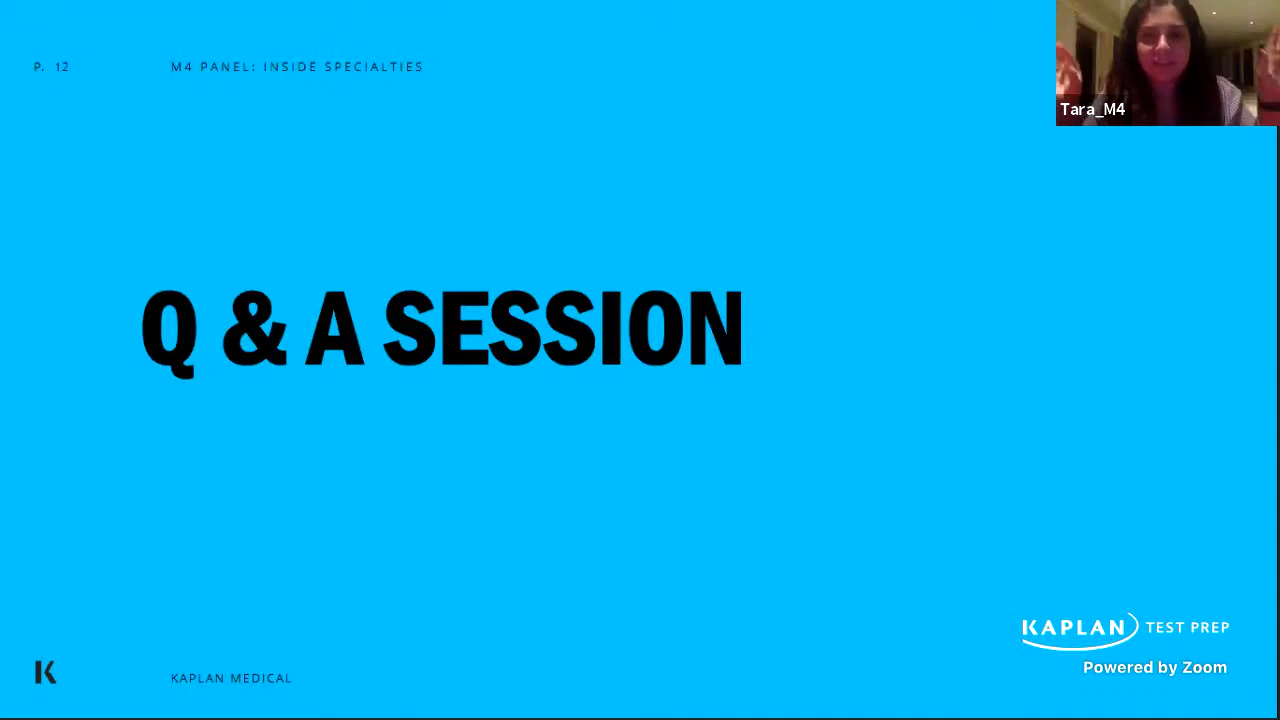 P. 12
M4 PANEL: INSIDE SPECIALTIES
Tara_M4
Q & A SESSION
KAPLAN TEST PREP
Powered by Zoom
K
KAPLAN MEDICAL